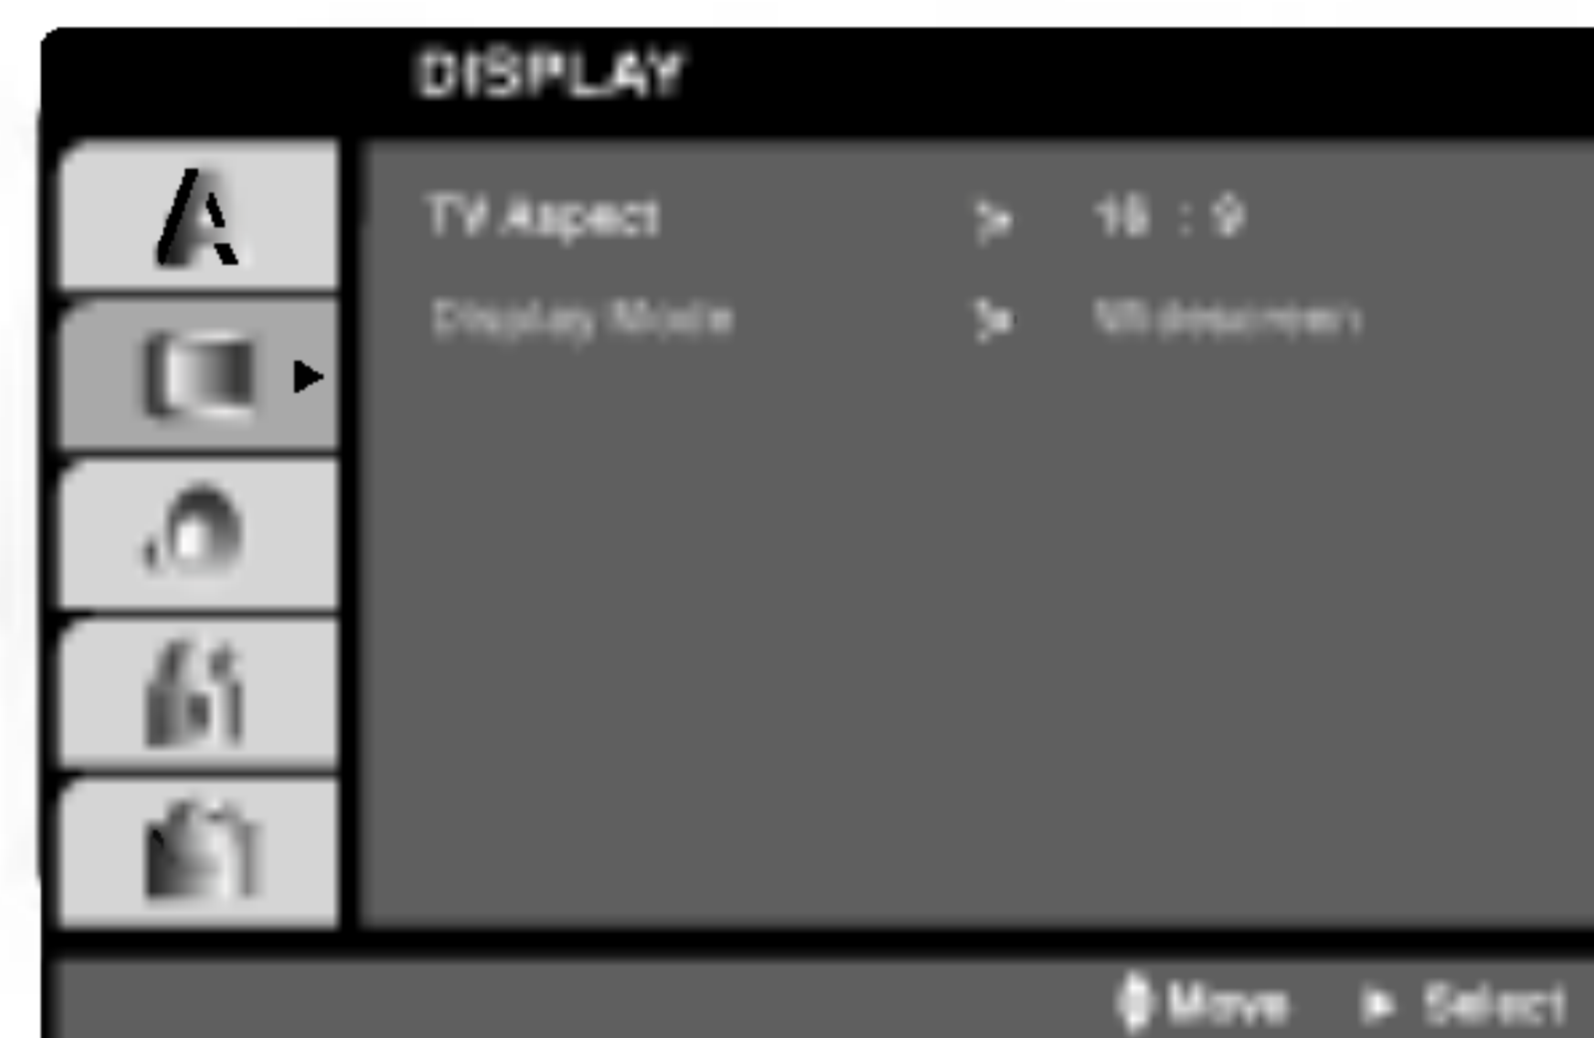 DISPLAY
A
TV Aspect > 16 : 9
Display Mode > Widescreen
Move ► Select